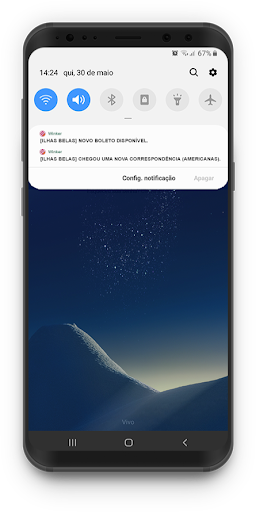 67%
14:24 qui, 30 de maio
Winker
[ILHAS BELAS] NOVO BOLETO DISPONÍVEL.
Winker
[ILHAS BELAS] CHEGOU UMA NOVA CORRESPONDÊNCIA (AMERICANAS).
Config. notificação Apagar
Vivo